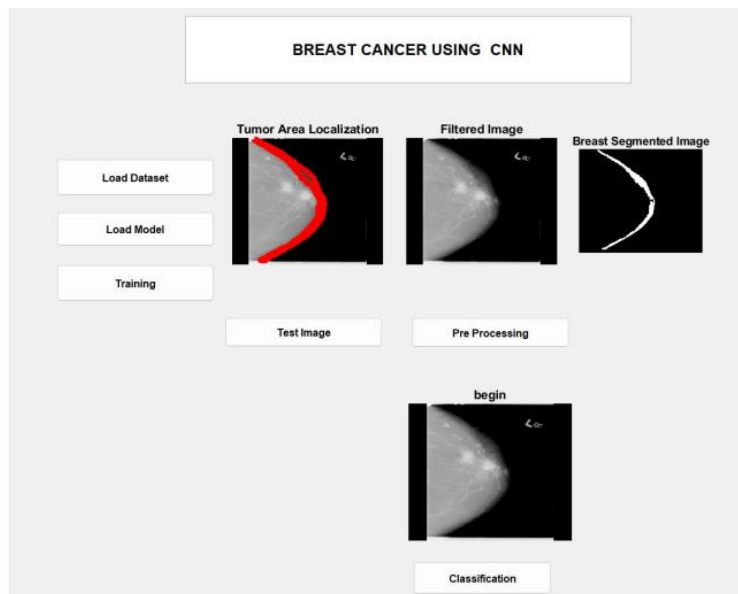 BREAST CANCER USING CNN
Tumor Area Localization
Filtered Image
Breast Segmented Image
Load Dataset
Load Model
Training
Test Image
Pre Processing
begin
Classification